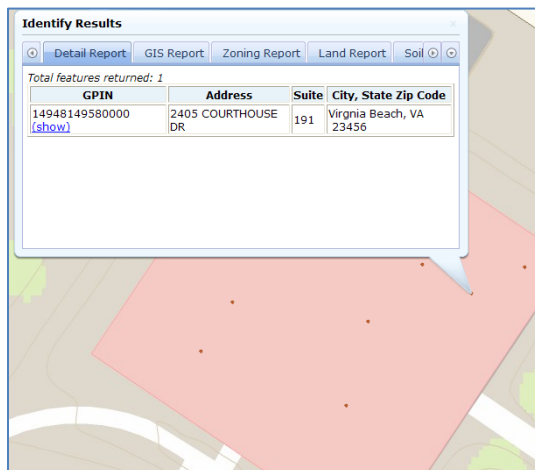 Identify Results
Detail Report GIS Report Zoning Report Land Report Soil
Total features returned: 1
GPIN Address Suite City, State Zip Code
14948149580000 2405 COURTHOUSE 191 Virgnia Beach, VA
(show) DR 23456